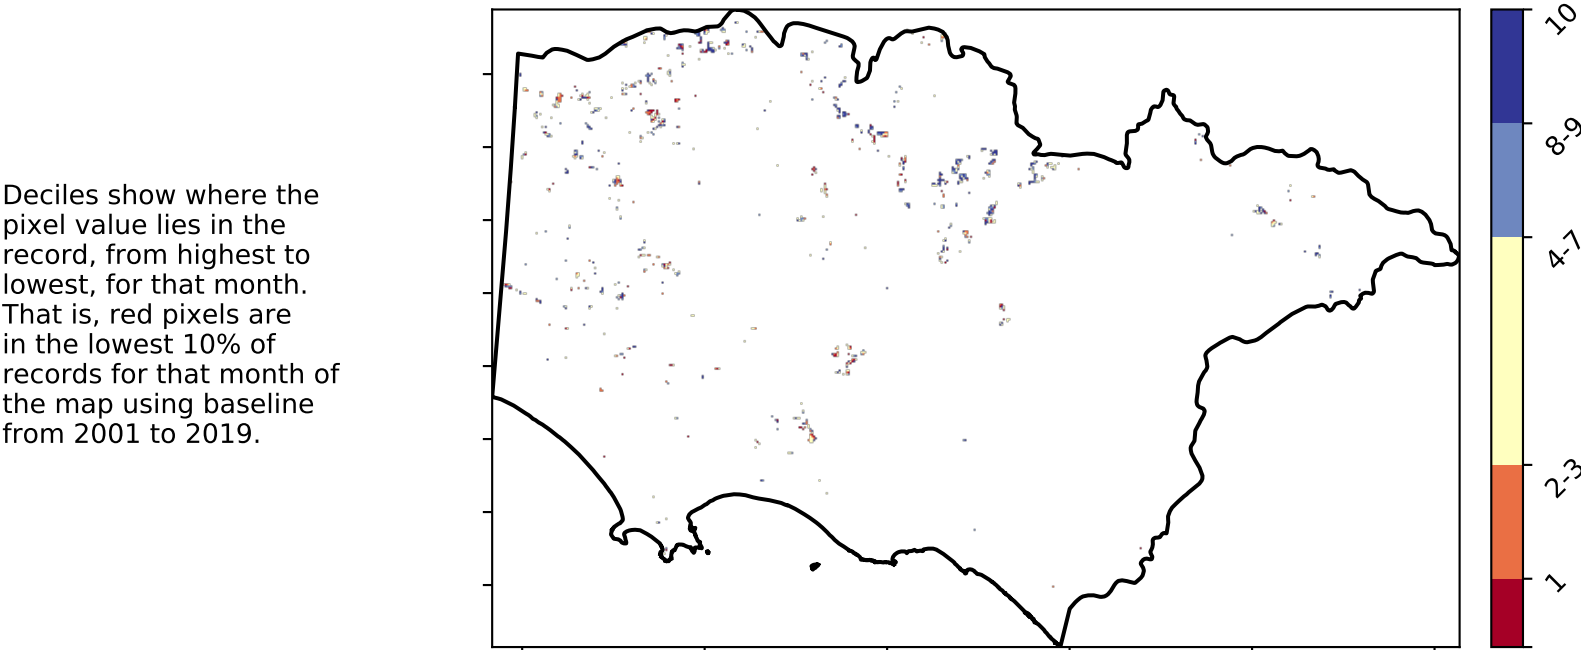 Deciles show where the
pixel value lies in the
record, from highest to
lowest, for that month.
That is, red pixels are
in the lowest 10% of
records for that month of
the map using baseline
from 2001 to 2019.
10
8-9
4-7
2-3
1